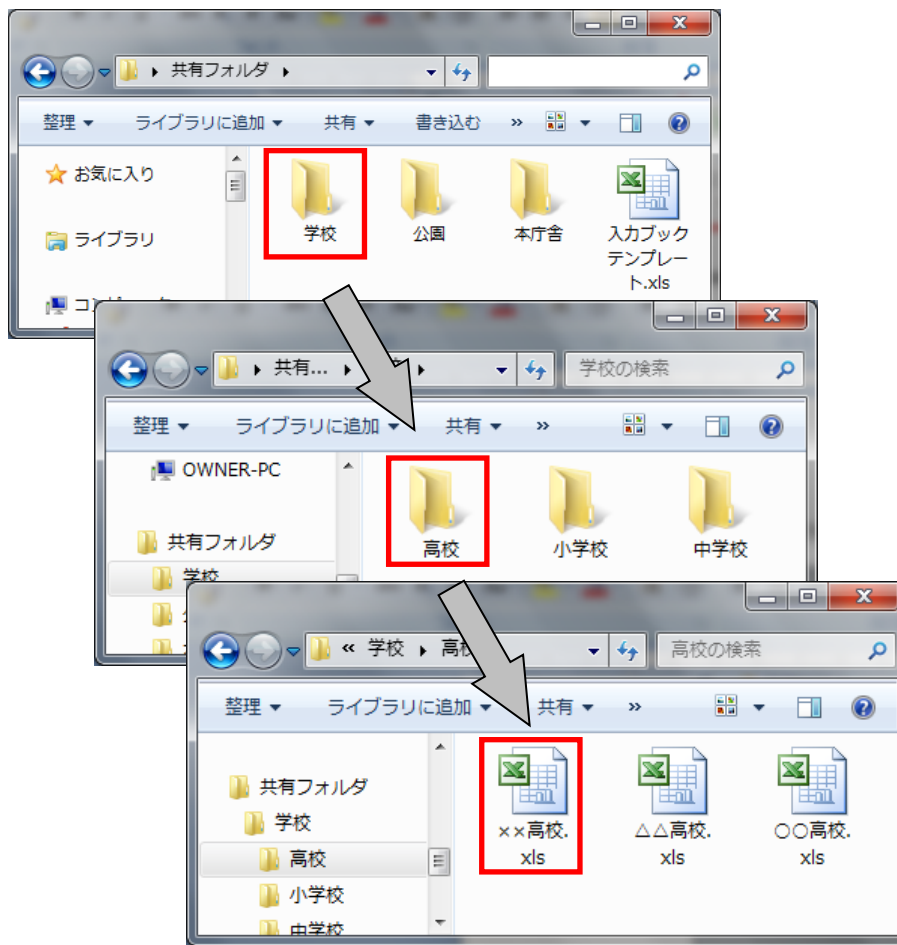 共有フォルダ
整理 ライブラリに追加 共有 書き込む »
お気に入り
ライブラリ
学校 公園 本庁舎 入力ブック
テンプレー
ト.xls
共有...
学校の検索
整理 ライブラリに追加 共有 »
OWNER-PC
共有フォルダ
学校
高校 小学校 中学校
« 学校
高校の検索
整理 ライブラリに追加 共有 »
共有フォルダ
学校
高校
小学校
中学校
××高校.
xls
△△高校.
xls
○○高校.
xls